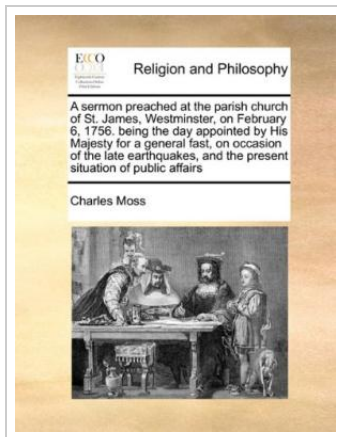 ECCO
Religion and Philosophy
A sermon preached at the parish church
of St. James, Westminster, on February
6, 1756. being the day appointed by His
Majesty for a general fast, on occasion
of the late earthquakes, and the present
situation of public affairs
Charles Moss